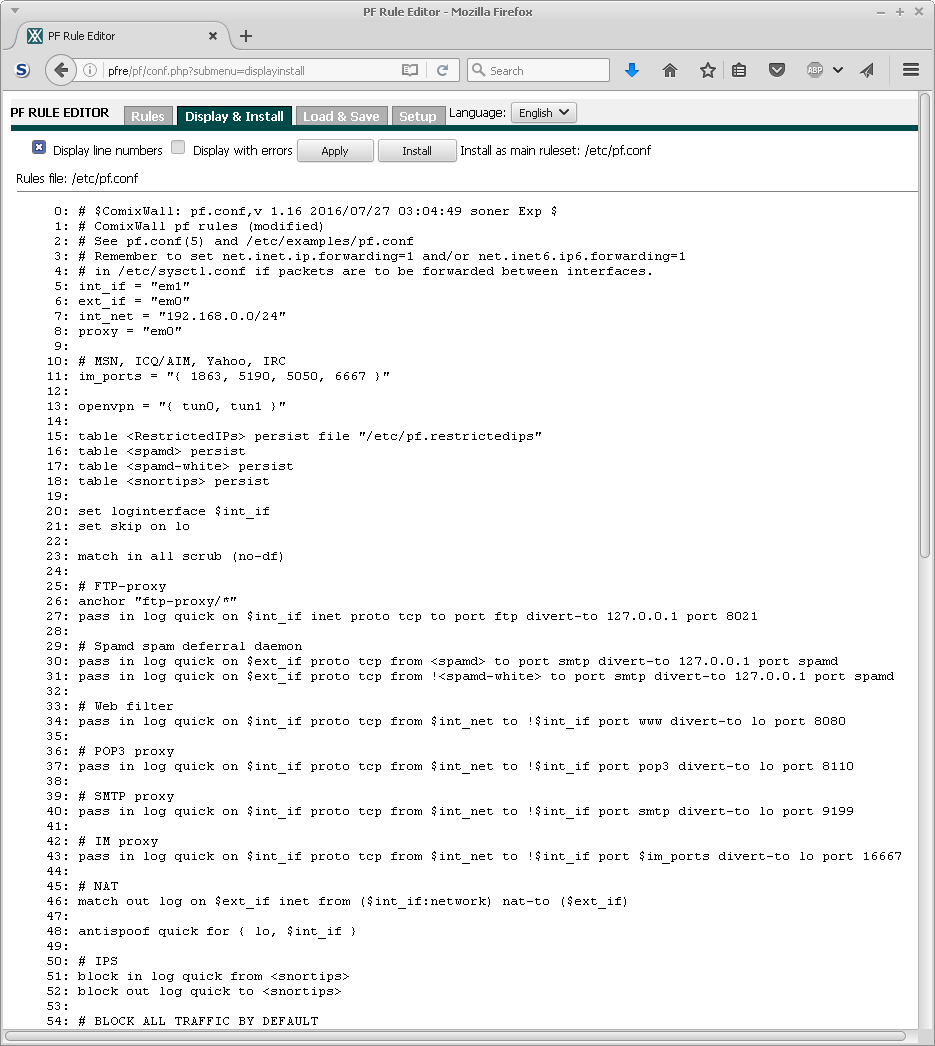 PF Rule Editor - Mozilla Firefox
PF Rule Editor
pfre/pf/conf.php?submenu=displayinstall
Search
ABP
PF RULE EDITOR Rules Display & Install Load & Save Setup Language: English
Display line numbers Display with errors Apply Install Install as main ruleset: /etc/pf.conf
Rules file: /etc/pf.conf
0: # $ComixWall: pf.conf,v 1.16 2016/07/27 03:04:49 soner Exp $
1: # ComixWall pf rules (modified)
2: # See pf.conf(5) and /etc/examples/pf.conf
3: # Remember to set net.inet.ip.forwarding=1 and/or net.inet6.ip6.forwarding=1
4: # in /etc/sysctl.conf if packets are to be forwarded between interfaces.
5: int_if = "em1"
6: ext_if = "em0"
7: int_net = "192.168.0.0/24"
8: proxy = "em0"
9:
10: # MSN, ICQ/AIM, Yahoo, IRC
11: im_ports = "{ 1863, 5190, 5050, 6667 }"
12:
13: openvpn = "{ tun0, tun1 }"
14:
15: table <RestrictedIPs> persist file "/etc/pf.restrictedips"
16: table <spamd> persist
17: table <spamd-white> persist
18: table <snortips> persist
19:
20: set loginterface $int_if
21: set skip on lo
22:
23: match in all scrub (no-df)
24:
25: # FTP-proxy
26: anchor "ftp-proxy/*"
27: pass in log quick on $int_if inet proto tcp to port ftp divert-to 127.0.0.1 port 8021
28:
29: # Spamd spam deferral daemon
30: pass in log quick on $ext_if proto tcp from <spamd> to port smtp divert-to 127.0.0.1 port spamd
31: pass in log quick on $ext_if proto tcp from !<spamd-white> to port smtp divert-to 127.0.0.1 port spamd
32:
33: # Web filter
34: pass in log quick on $int_if proto tcp from $int_net to !$int_if port www divert-to lo port 8080
35:
36: # POP3 proxy
37: pass in log quick on $int_if proto tcp from $int_net to !$int_if port pop3 divert-to lo port 8110
38:
39: # SMTP proxy
40: pass in log quick on $int_if proto tcp from $int_net to !$int_if port smtp divert-to lo port 9199
41:
42: # IM proxy
43: pass in log quick on $int_if proto tcp from $int_net to !$int_if port $im_ports divert-to lo port 16667
44:
45: # NAT
46: match out log on $ext_if inet from ($int_if:network) nat-to ($ext_if)
47:
48: antispoof quick for { lo, $int_if }
49:
50: # IPS
51: block in log quick from <snortips>
52: block out log quick to <snortips>
53:
54: # BLOCK ALL TRAFFIC BY DEFAULT